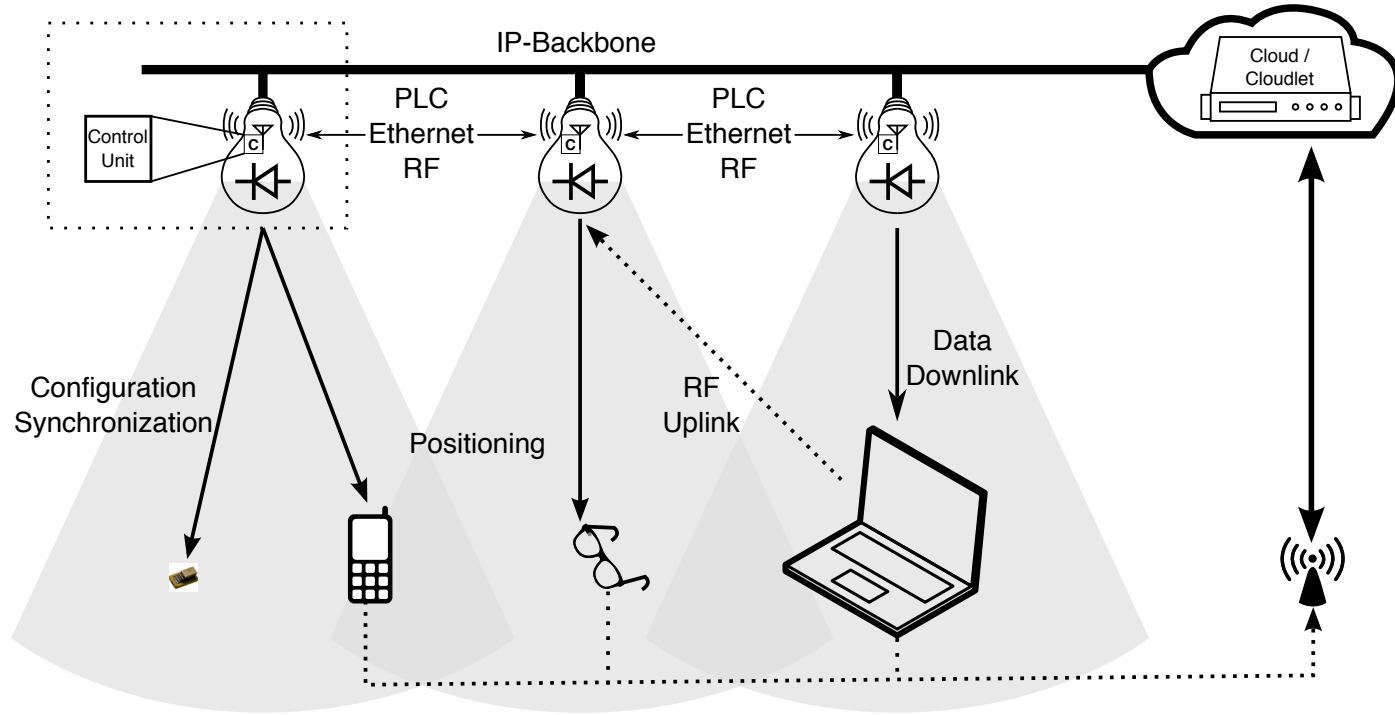 IP-Backbone
Cloud /
Cloudlet
Control
Unit
C
PLC
Ethernet
RF
C
PLC
Ethernet
RF
C
Configuration
Synchronization
Positioning
RF
Uplink
Data
Downlink